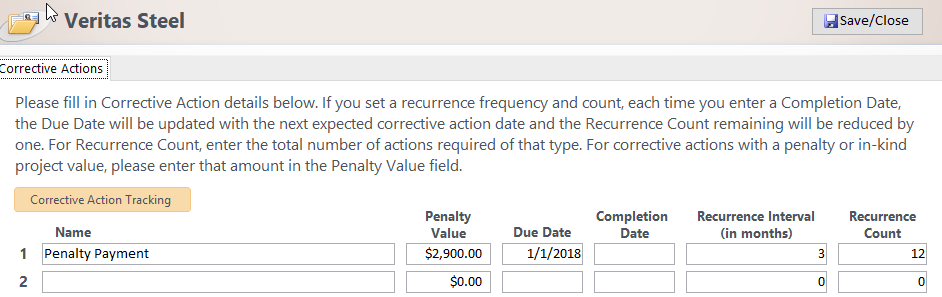 Veritas Steel
Save/Close
Corrective Actions
Please fill in Corrective Action details below. If you set a recurrence frequency and count, each time you enter a Completion Date,
the Due Date will be updated with the next expected corrective action date and the Recurrence Count remaining will be reduced by
one. For Recurrence Count, enter the total number of actions required of that type. For corrective actions with a penalty or in-kind
project value, please enter that amount in the Penalty Value field.
Corrective Action Tracking
Name Penalty Value Due Date Completion Date Recurrence Interval (in months) Recurrence Count
1 Penalty Payment $2,900.00 1/1/2018 3 12
2 $0.00 0 0